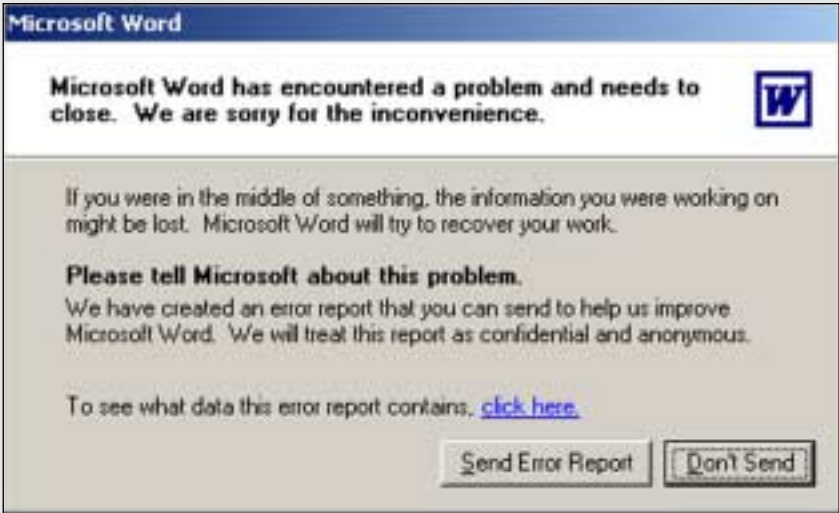 Microsoft Word
Microsoft Word has encountered a problem and needs to
close.  We are sorry for the inconvenience.
W
If you were in the middle of something, the information you were working on
might be lost.  Microsoft Word will try to recover your work.
Please tell Microsoft about this problem.
We have created an error report that you can send to help us improve
Microsoft Word.  We will treat this report as confidential and anonymous.
To see what data this error report contains, click here.
Send Error Report
Don't Send